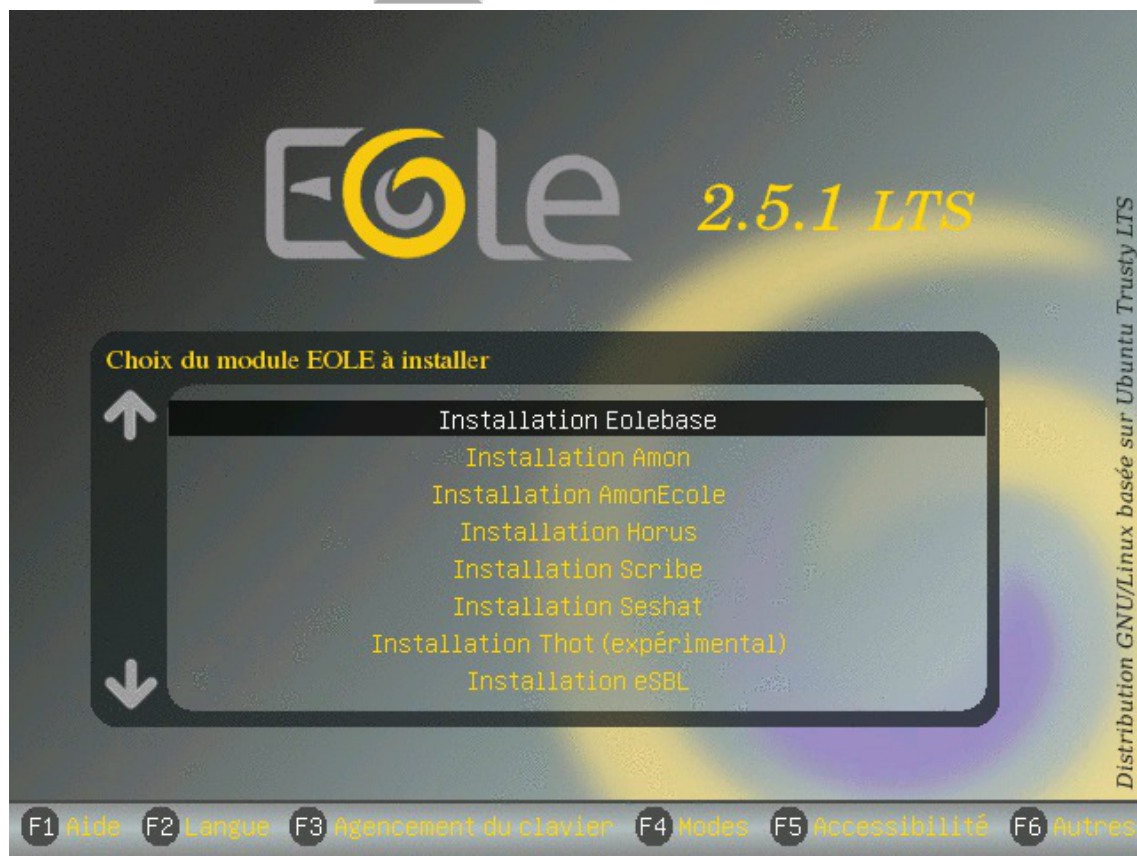 EOLe
2.5.1 LTS
Distribution GNU/Linux basée sur Ubuntu Trusty LTS
Choix du module EOLE à installer
Installation Eolebase
Installation Amon
Installation AmonEcole
Installation Horus
Installation Scribe
Installation Seshat
Installation Thot (expérimental)
Installation eSBL
F1 Aide F2 Langue F3 Agencement du clavier F4 Modes F5 Accessibilité F6 Autres